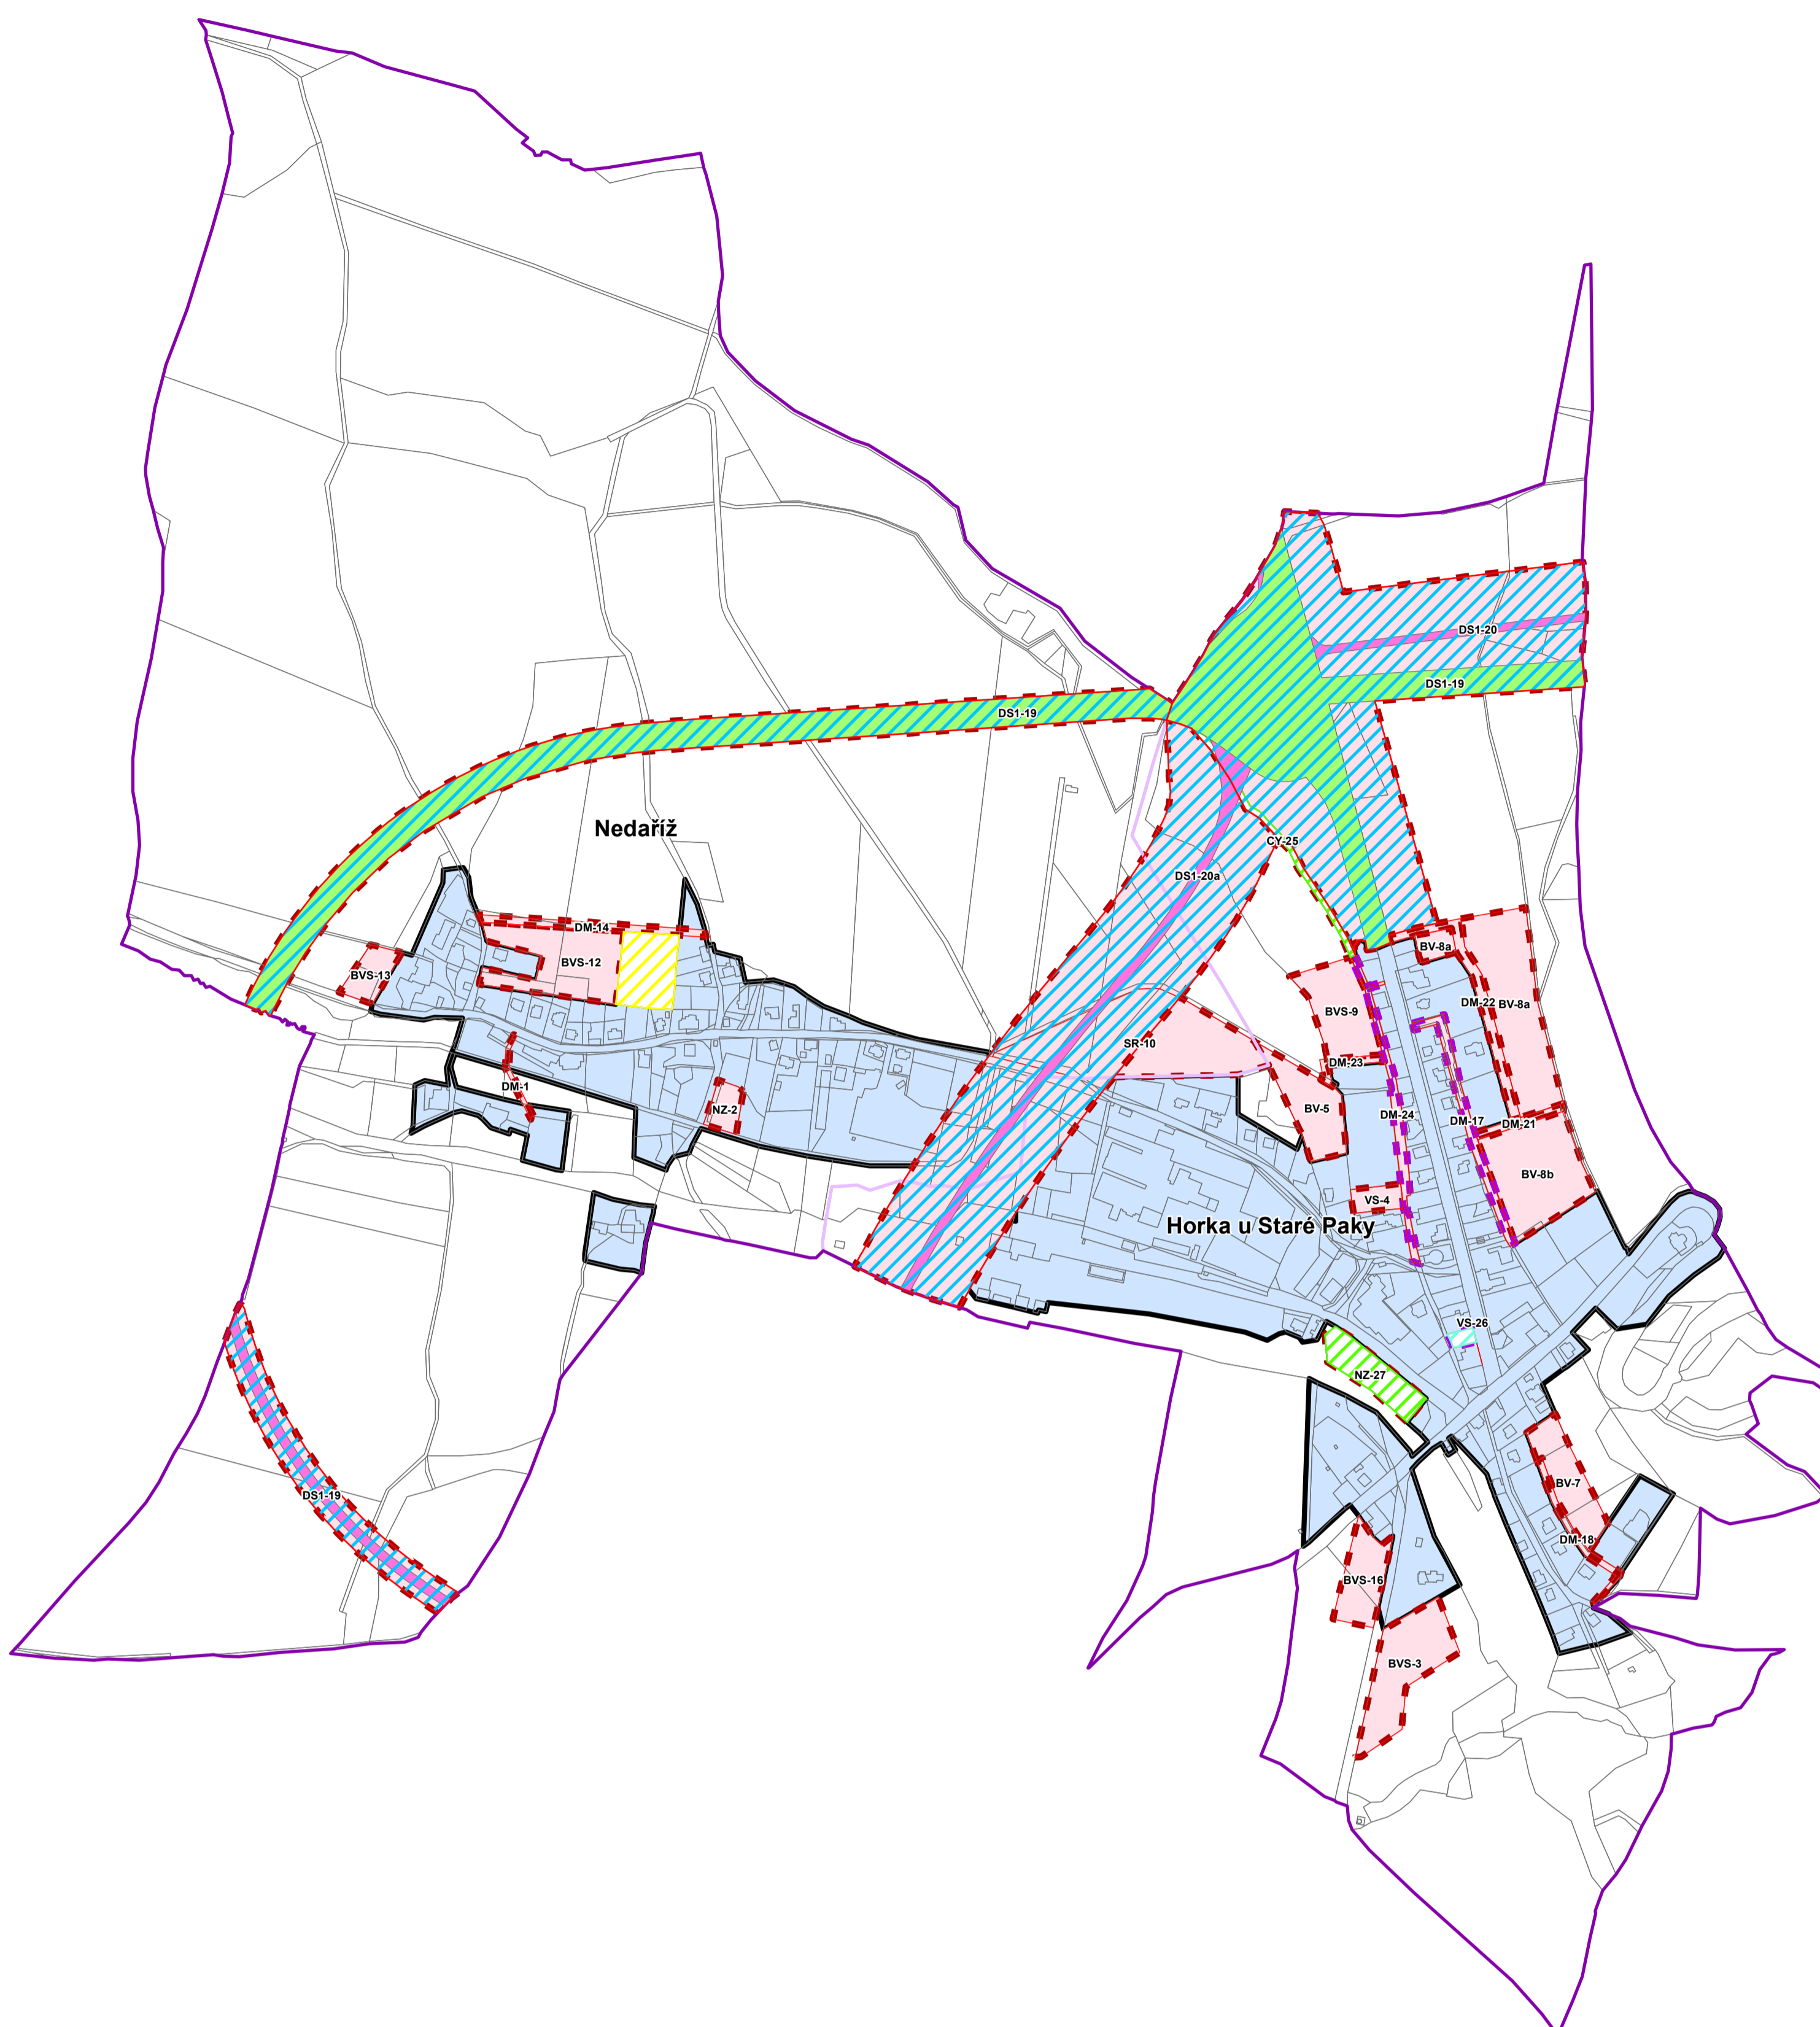 DS1-20
DS1-19
DS1-19
Nedaříž
CY-25
DS1-20a
DM-14
BV-8a
BVS-12
BVS-13
DM-22
BV-8a
BVS-9
SR-10
DM-23
DM-1
NZ-2
BV-5
DM-24
DM-17
DM-21
BV-8b
VS-4
Horka u Staré Paky
VS-26
NZ-27
BV-7
DS1-19
DM-18
BVS-16
BVS-3